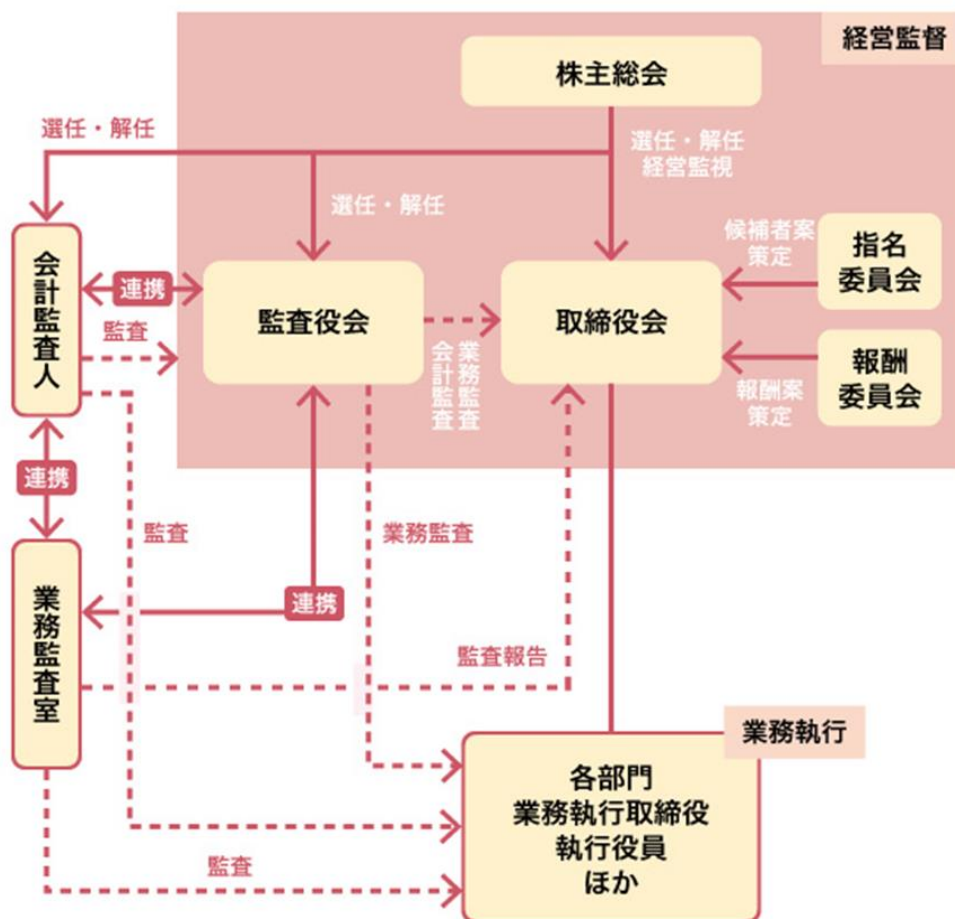 経営監督
株主総会
選任・解任
選任・解任
経営監視
選任・解任
候補者案
策定
指名
委員会
会計監査人
連携
監査役会
取締役会
監査
業務監査
会計監査
報酬案
策定
報酬
委員会
連携
監査
業務監査
連携
業務監査室
監査報告
業務執行
各部門
業務執行取締役
執行役員
ほか
監査